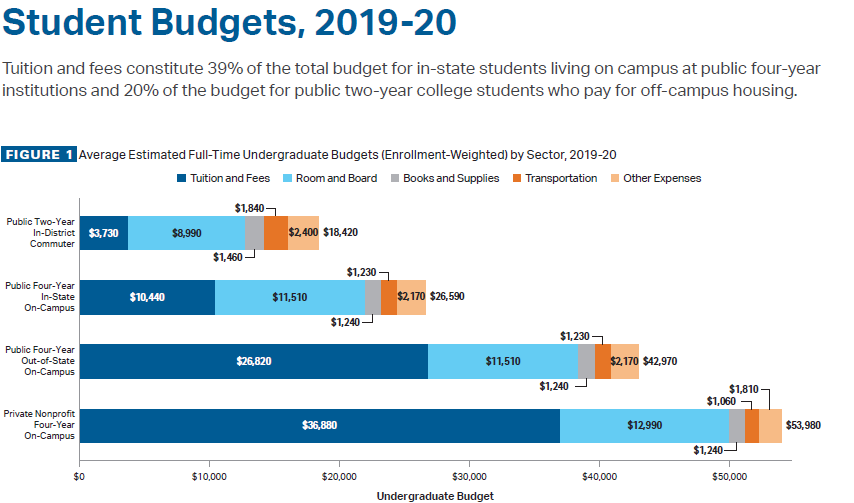 Student Budgets, 2019-20
Tuition and fees constitute 39% of the total budget for in-state students living on campus at public four-year
institutions and 20% of the budget for public two-year college students who pay for off-campus housing.
FIGURE 1 Average Estimated Full-Time Undergraduate Budgets (Enrollment-Weighted) by Sector, 2019-20
Tuition and Fees Room and Board Books and Supplies Transportation Other Expenses
$1,840
Public Two-Year
In-District
Commuter
$3,730 $8,990 $2,400 $18,420
$1,460
$1,230
Public Four-Year
In-State
On-Campus
$10,440 $11,510 $2,170 $26,590
$1,240
$1,230
Public Four-Year
Out-of-State
On-Campus
$26,820 $11,510 $2,170 $42,970
$1,240
$1,810
$1,060
Private Nonprofit
Four-Year
On-Campus
$36,880 $12,990 $53,980
$1,240
$0 $10,000 $20,000 $30,000 $40,000 $50,000
Undergraduate Budget